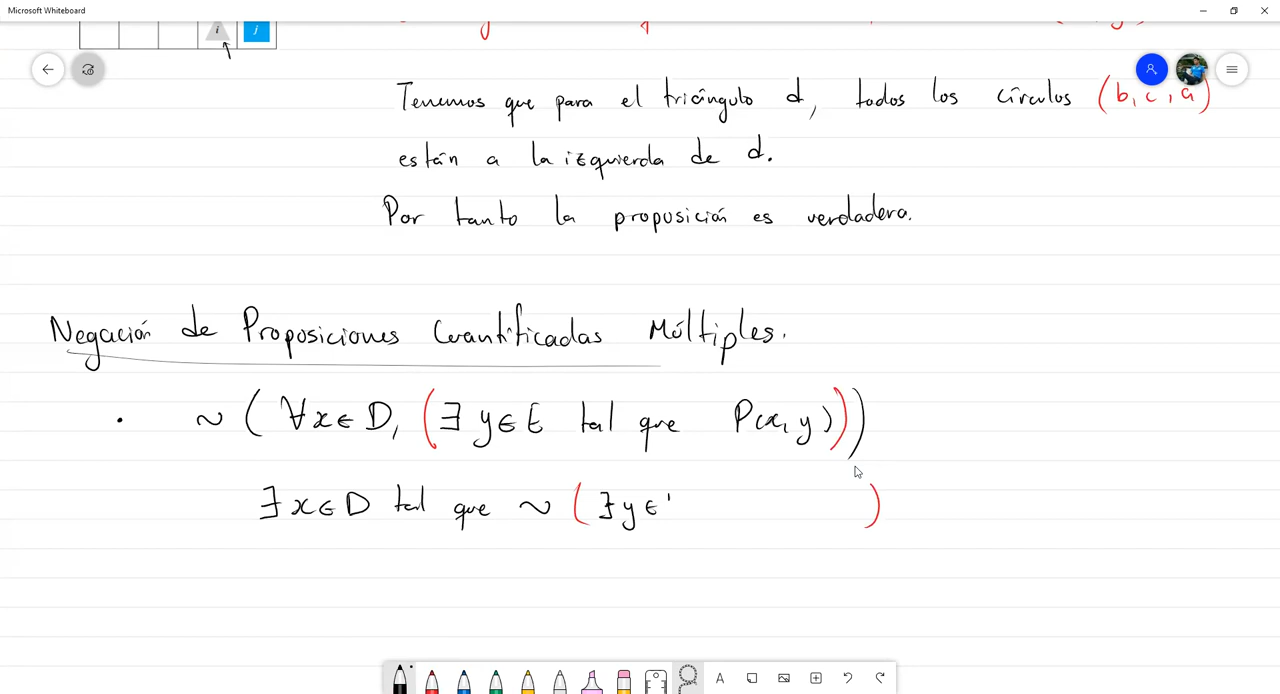 Microsoft Whiteboard
i j
Tenemos que para el triángulo d, todos los círculos (b, c, a)
están a la izquierda de d.
Por tanto la proposición es verdadera.
Negación de Proposiciones Cuantificadas Múltiples.
• ~ ( ∀x ∈ D, ( ∃ y ∈ E tal que P(x, y) ) )
∃ x ∈ D tal que ~ ( ∃ y ∈ )
A